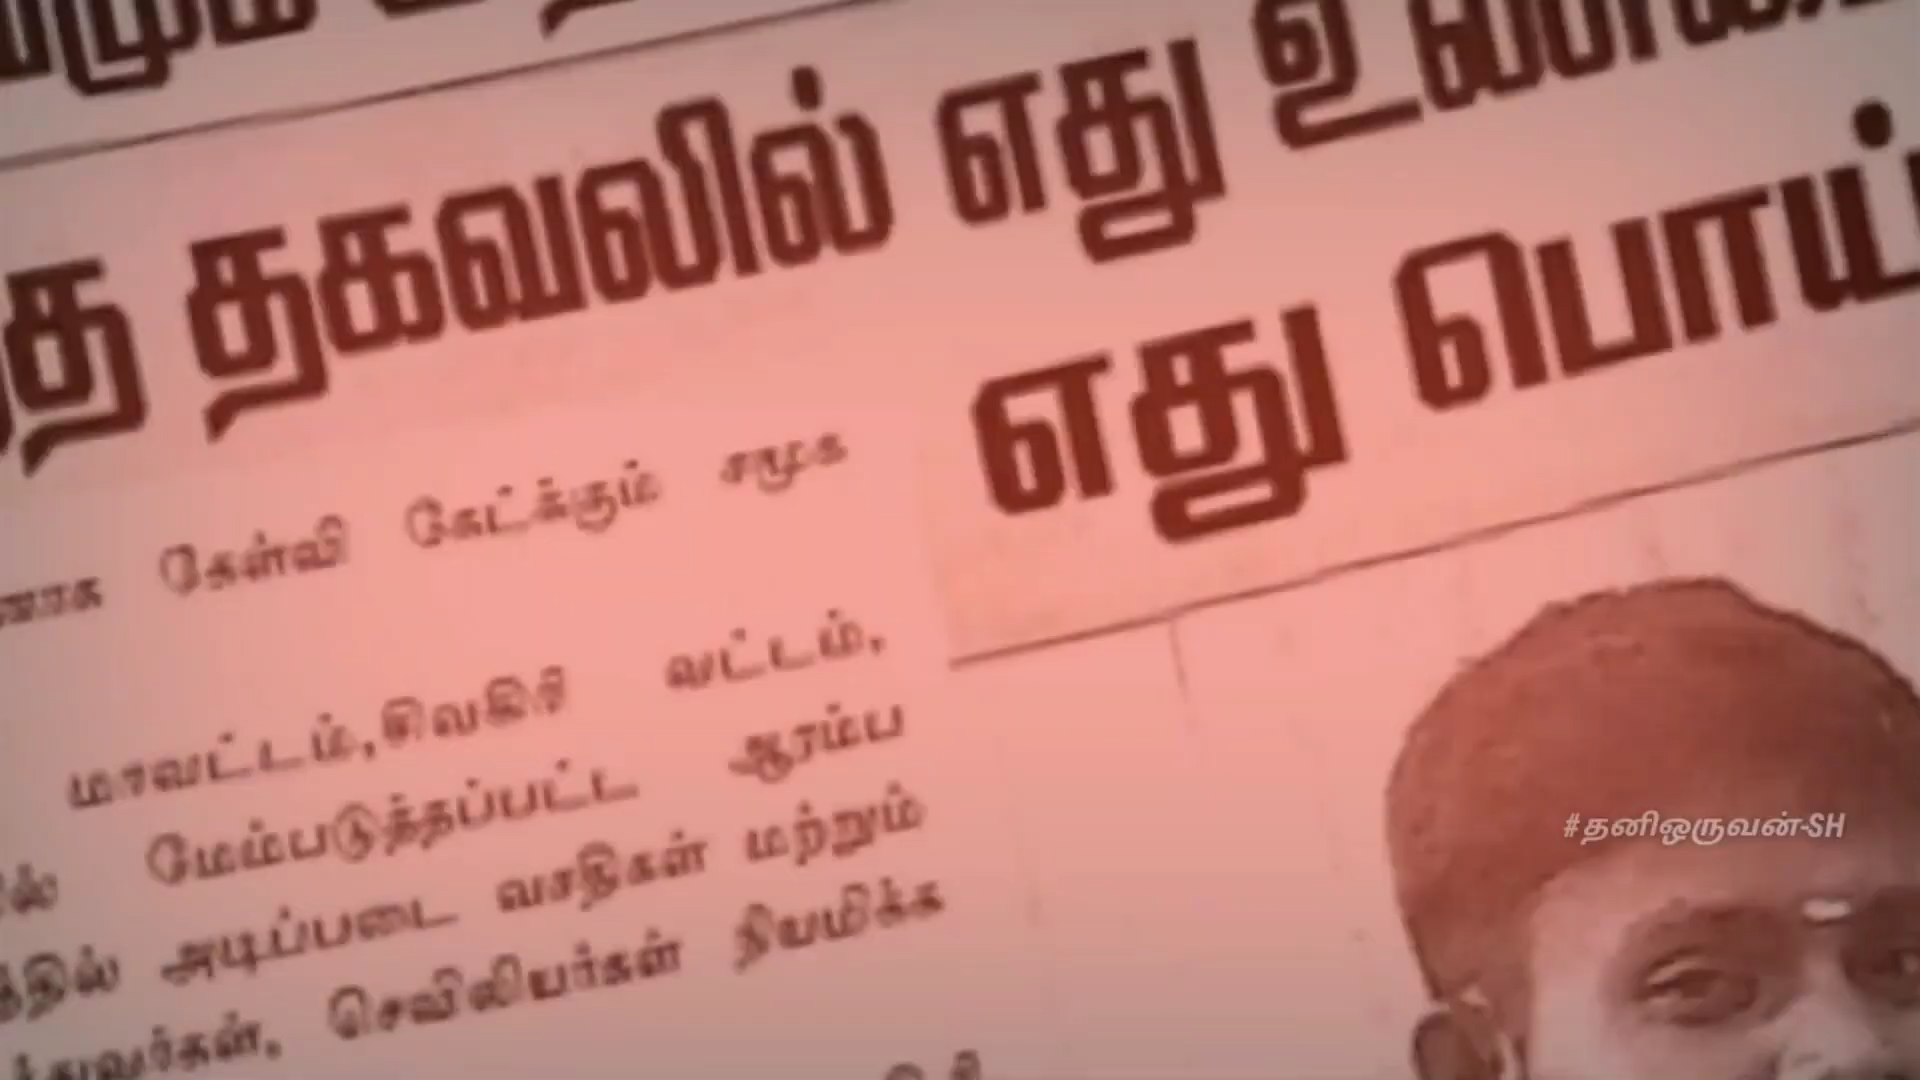 தகவலில் எது
எது பொய்
கேள்வி கேட்க்கும் சமூக
மாவட்டம்,சிவகிரி வட்டம்,
மேம்படுத்தப்பட்ட ஆரம்ப
அடிப்படை வசதிகள் மற்றும்
செவிலியர்கள் நியமிக்க
#தனிஒருவன்-SH